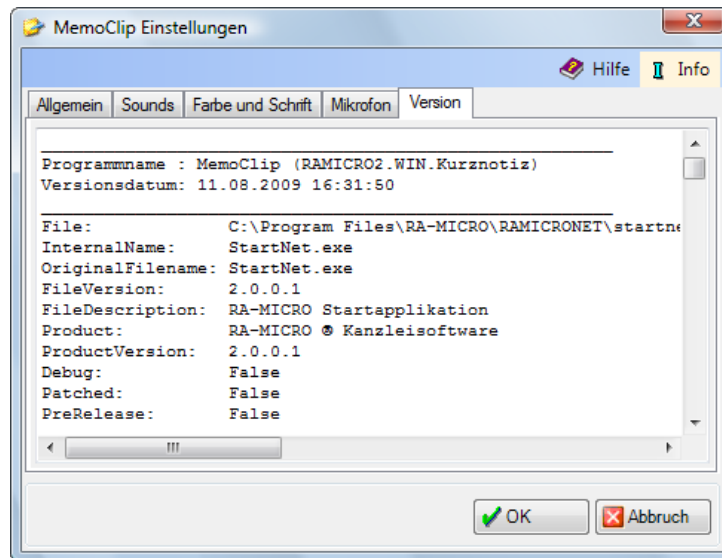 MemoClip Einstellungen
Hilfe Info
Allgemein Sounds Farbe und Schrift Mikrofon Version
Programmname : MemoClip (RAMICRO2.WIN.Kurznotiz)
Versionsdatum: 11.08.2009 16:31:50
File: C:\Program Files\RA-MICRO\RAMICRONET\startne
InternalName: StartNet.exe
OriginalFilename: StartNet.exe
FileVersion: 2.0.0.1
FileDescription: RA-MICRO Startapplikation
Product: RA-MICRO ® Kanzleisoftware
ProductVersion: 2.0.0.1
Debug: False
Patched: False
PreRelease: False
OK Abbruch